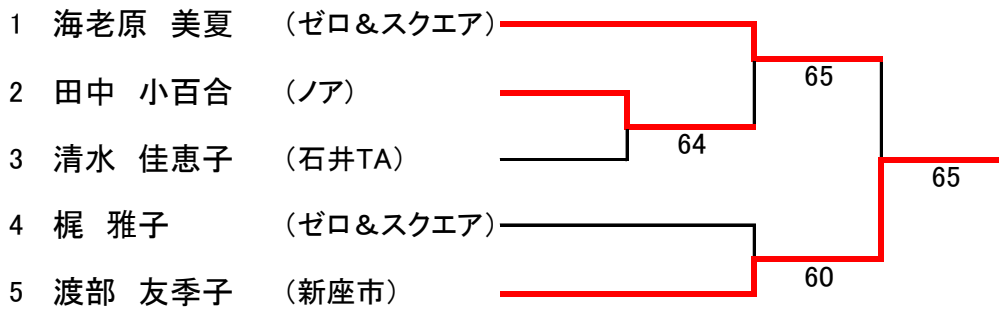 1 海老原 美夏 （ゼロ＆スクエア）
65
2 田中 小百合 （ノア）
64
3 清水 佳恵子 （石井TA）
65
4 梶 雅子 （ゼロ＆スクエア）
60
5 渡部 友季子 （新座市）